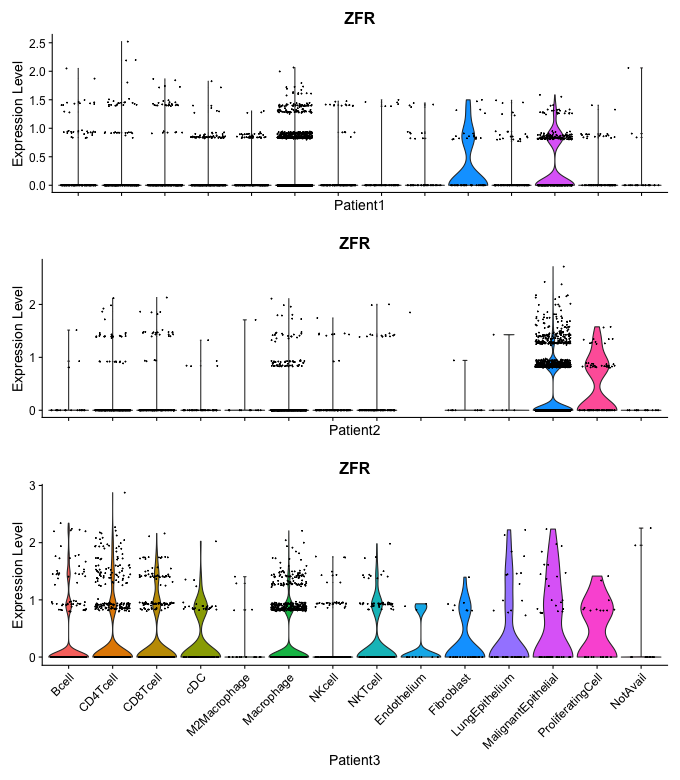 ZFR
Expression Level
2.5
2.0
1.5
1.0
0.5
0.0
Patient1
ZFR
Expression Level
2
1
0
Patient2
ZFR
Expression Level
3
2
1
0
Bcell
CD4Tcell
CD8Tcell
cDC
M2Macrophage
Macrophage
NKcell
NKTcell
Endothelium
Fibroblast
LungEpithelium
MalignantEpithelial
ProliferatingCell
NotAvail
Patient3